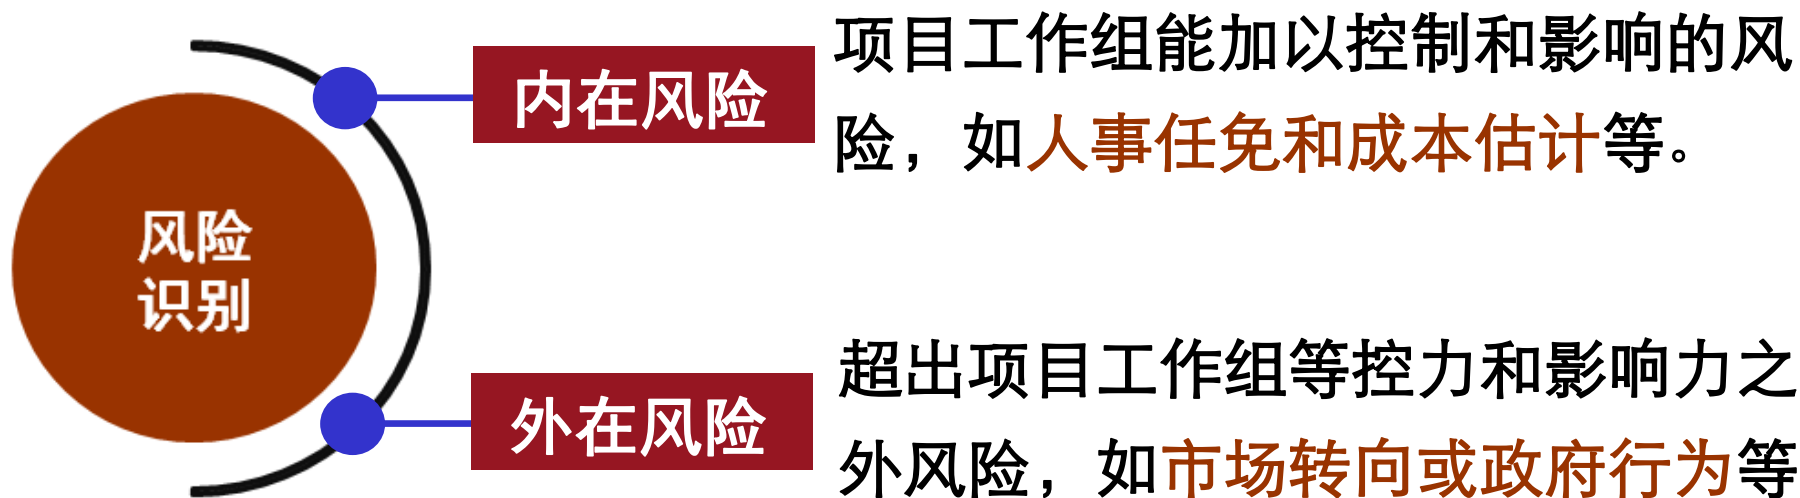 风险
识别
内在风险
项目工作组能加以控制和影响的风
险，如人事任免和成本估计等。
外在风险
超出项目工作组等控力和影响力之
外风险，如市场转向或政府行为等